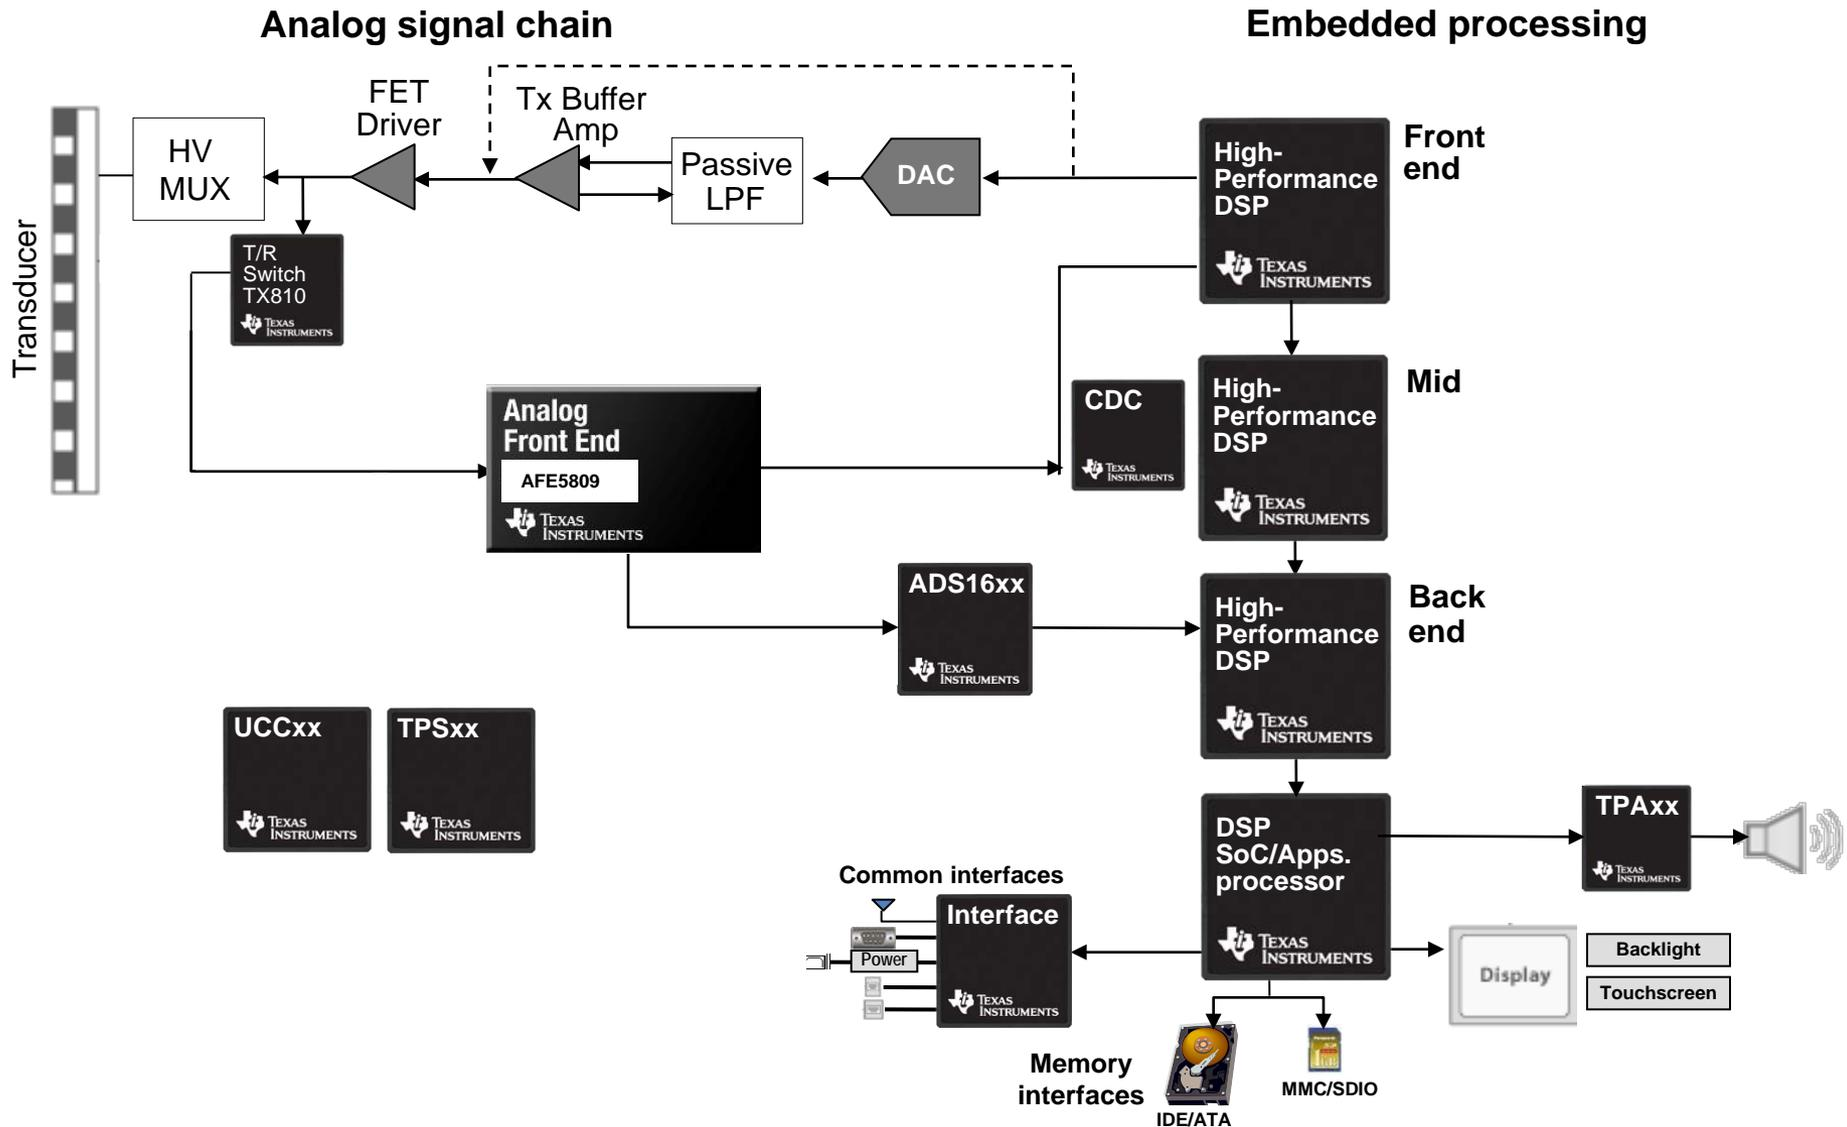 Analog signal chain
Embedded processing
FET
Driver
Tx Buffer
Amp
HV
MUX
Passive
LPF
DAC
High-
Performance
DSP
TEXAS
INSTRUMENTS
Front
end
Transducer
T/R
Switch
TX810
TEXAS
INSTRUMENTS
Analog
Front End
AFE5809
TEXAS
INSTRUMENTS
CDC
TEXAS
INSTRUMENTS
High-
Performance
DSP
TEXAS
INSTRUMENTS
Mid
ADS16xx
TEXAS
INSTRUMENTS
High-
Performance
DSP
TEXAS
INSTRUMENTS
Back
end
UCCxx
TEXAS
INSTRUMENTS
TPSxx
TEXAS
INSTRUMENTS
DSP
SoC/Apps.
processor
TEXAS
INSTRUMENTS
TPAxx
TEXAS
INSTRUMENTS
Common interfaces
Interface
TEXAS
INSTRUMENTS
Power
Display
Backlight
Touchscreen
Memory
interfaces
IDE/ATA
MMC/SDIO